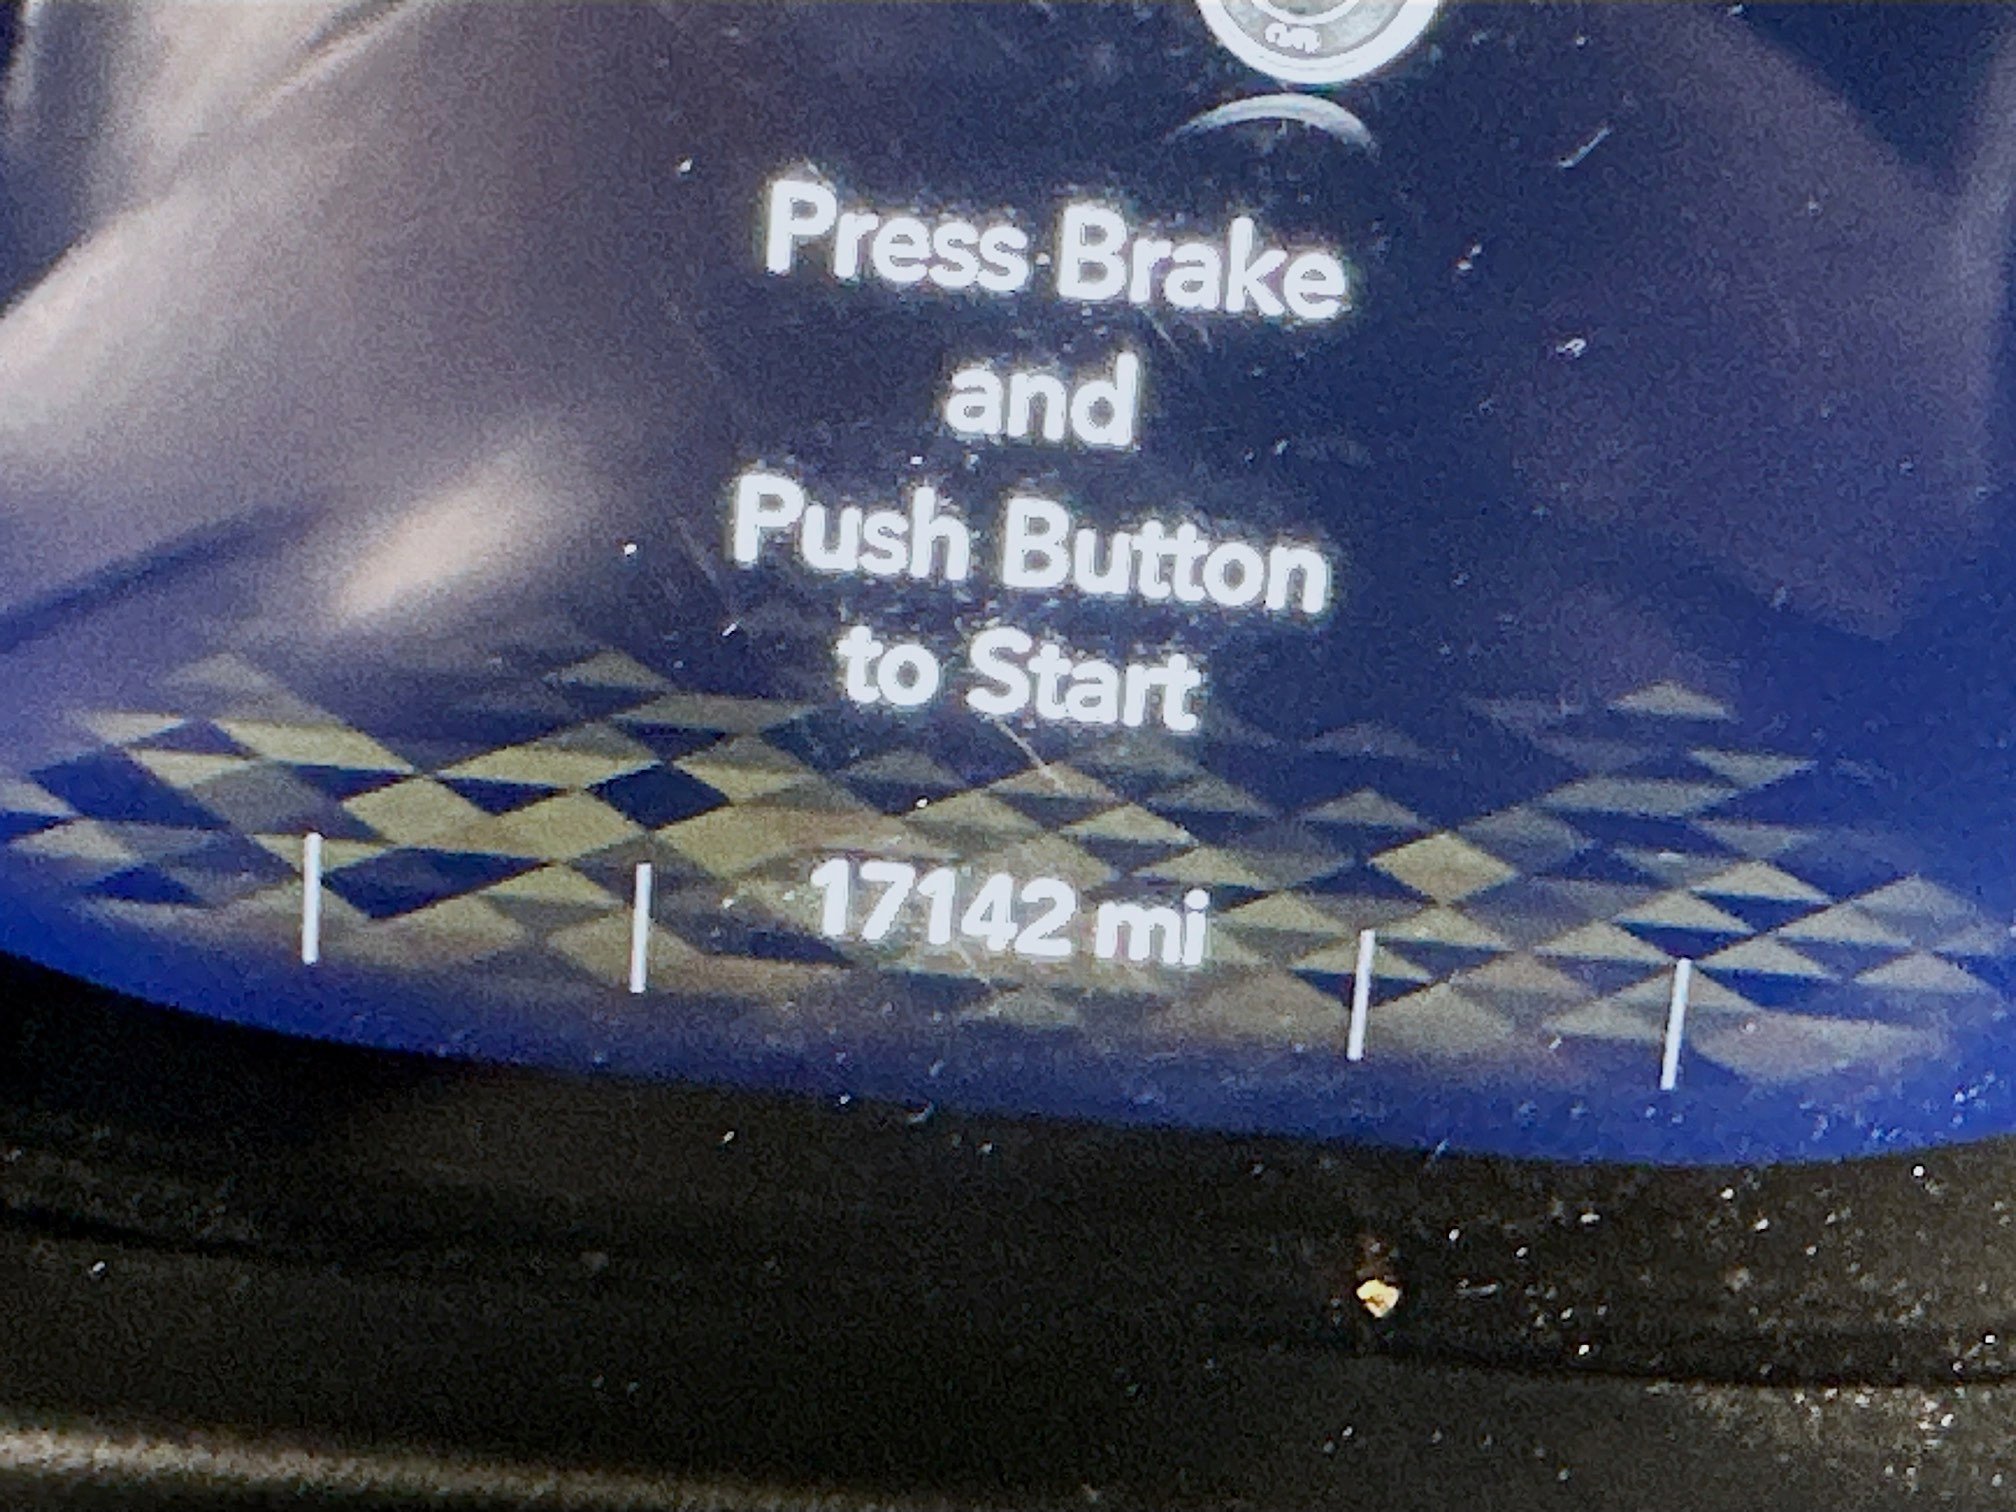 Press Brake
and
Push Button
to Start
17142 mi